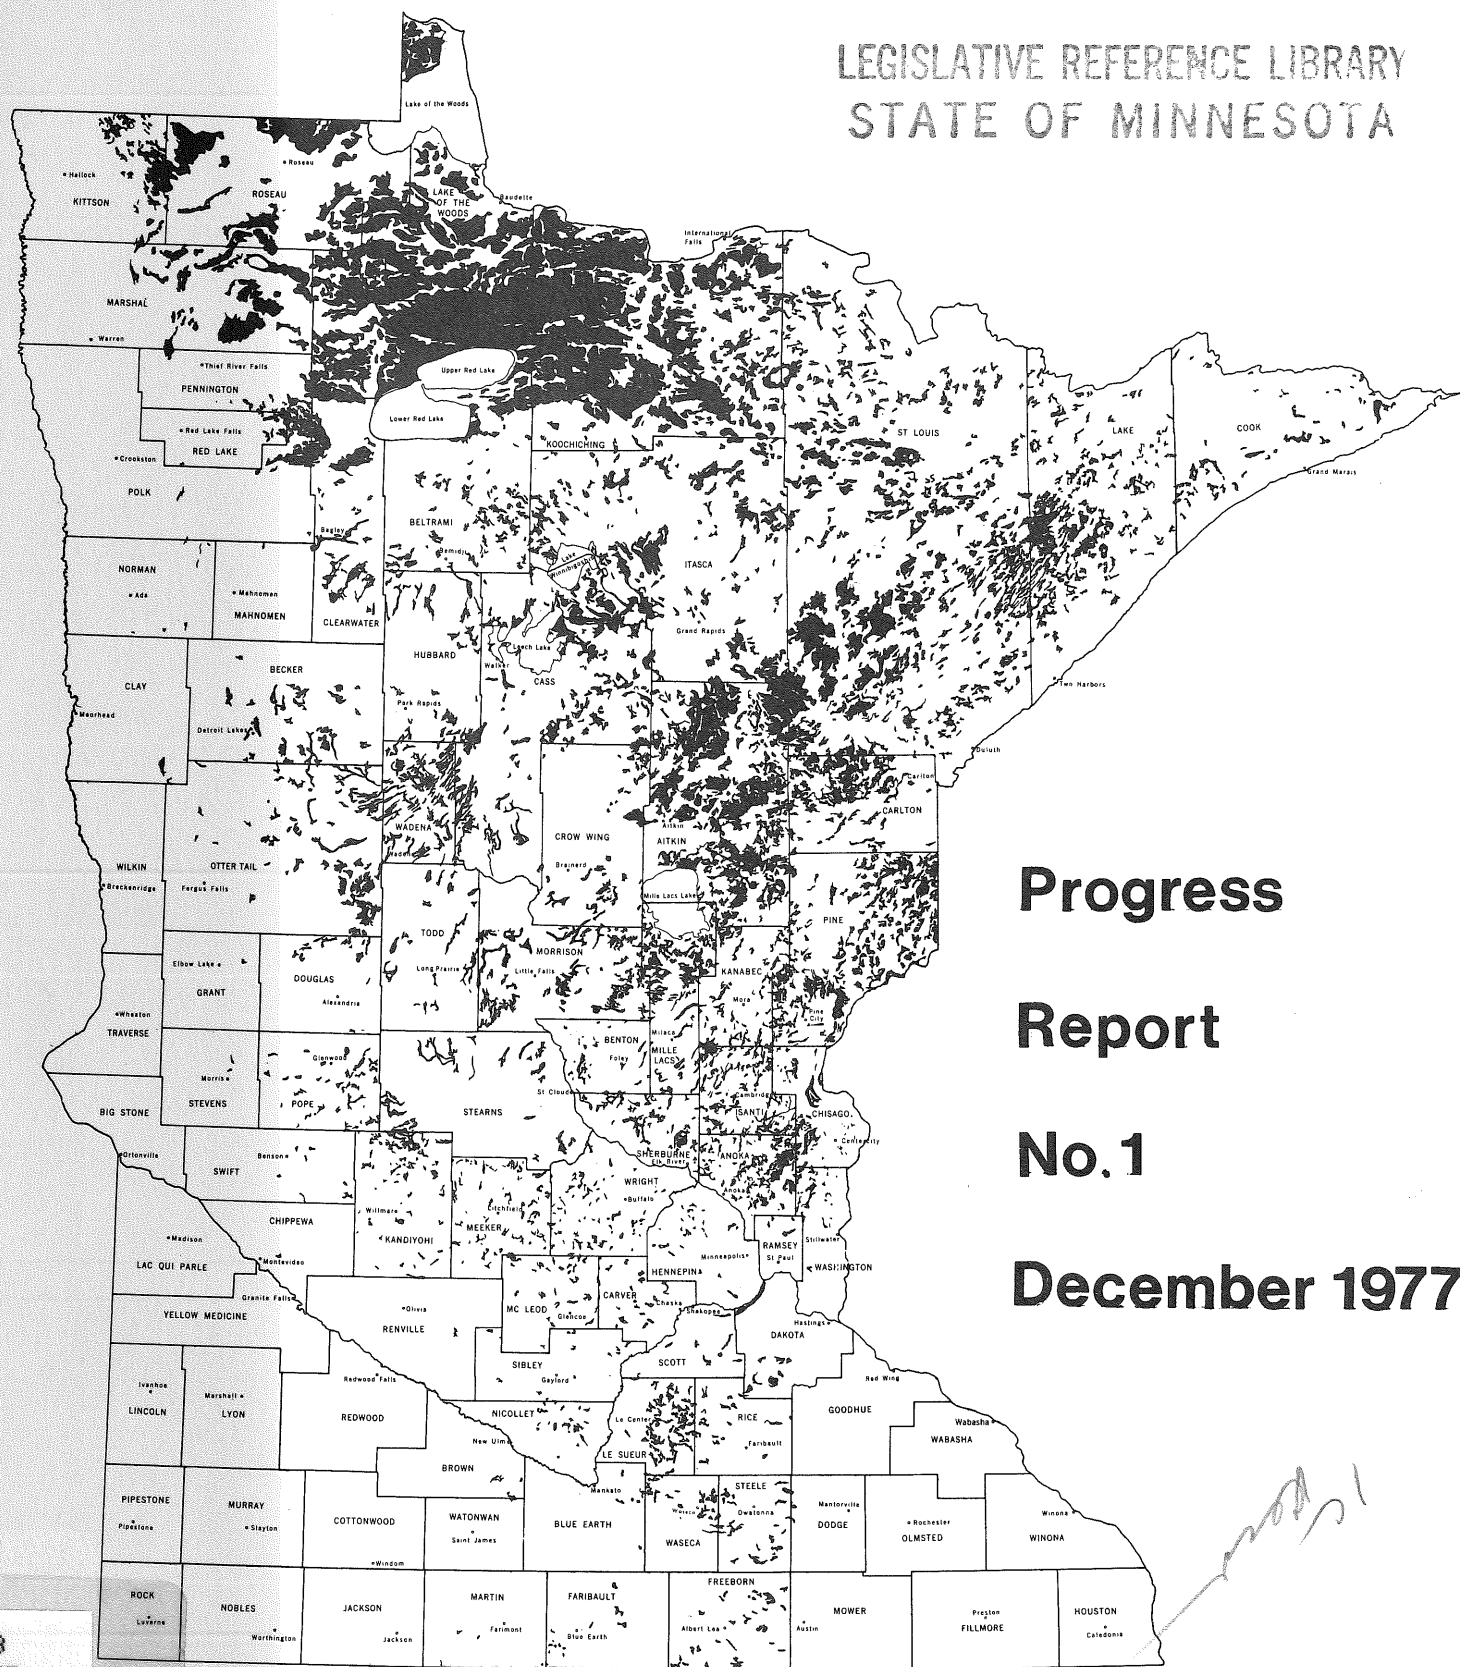 LEGISLATIVE REFERENCE LIBRARY
STATE OF MINNESOTA
Lake of the Woods
Roseau
Hallock
KITTSON
ROSEAU
LAKE
OF THE
WOODS
Baudette
International
Falls
MARSHAL
Warren
Thief River Falls
PENNINGTON
Upper Red Lake
Lower Red Lake
Red Lake Falls
RED LAKE
Crookston
POLK
KOOCHICHING
ST LOUIS
LAKE
COOK
Grand Marais
BELTRAMI
Bagley
Bemidji
Lake
Winnibigoshish
ITASCA
NORMAN
Ada
Mahnomen
MAHNOMEN
CLEARWATER
HUBBARD
Grand Rapids
Leech Lake
Walker
CASS
BECKER
CLAY
Moorhead
Detroit Lakes
Park Rapids
Two Harbors
Duluth
Carlton
CARLTON
WADENA
Wadena
CROW WING
Brainerd
Aitkin
AITKIN
WILKIN
Breckenridge
OTTER TAIL
Fergus Falls
Mille Lacs Lake
PINE
Progress
Report
No.1
December 1977
TODD
Long Prairie
MORRISON
Little Falls
KANABEC
Mora
Pine
City
Elbow Lake
GRANT
DOUGLAS
Alexandria
Wheaton
TRAVERSE
Milaca
MILLE
LACS
BENTON
Foley
Glenwood
POPE
Morris
STEVENS
BIG STONE
STEARNS
St Cloud
Cambridge
ISANTI
CHISAGO
Center City
Ortonville
SWIFT
Benson
SHERBURNE
Elk River
ANOKA
Anoka
WRIGHT
Buffalo
Willmar
KANDIYOHI
Litchfield
MEEKER
CHIPPEWA
Montevideo
Madison
LAC QUI PARLE
Minneapolis
HENNEPIN
RAMSEY
St Paul
Stillwater
WASHINGTON
Granite Falls
YELLOW MEDICINE
Olivia
RENVILLE
MC LEOD
Glencoe
CARVER
Chaska
Shakopee
SCOTT
Hastings
DAKOTA
Red Wing
SIBLEY
Gaylord
Ivanhoe
LINCOLN
Marshall
LYON
Redwood Falls
REDWOOD
NICOLLET
New Ulm
Le Center
LE SUEUR
RICE
Faribault
GOODHUE
Wabasha
WABASHA
BROWN
Mankato
PIPESTONE
Pipestone
MURRAY
Slayton
COTTONWOOD
Windom
WATONWAN
Saint James
BLUE EARTH
Waseca
WASECA
STEELE
Owatonna
Mantorville
DODGE
Rochester
OLMSTED
Winona
WINONA
ROCK
Luverne
NOBLES
Worthington
JACKSON
Jackson
MARTIN
Farimont
FARIBAULT
Blue Earth
FREEBORN
Albert Lea
MOWER
Austin
Preston
FILLMORE
HOUSTON
Caledonia